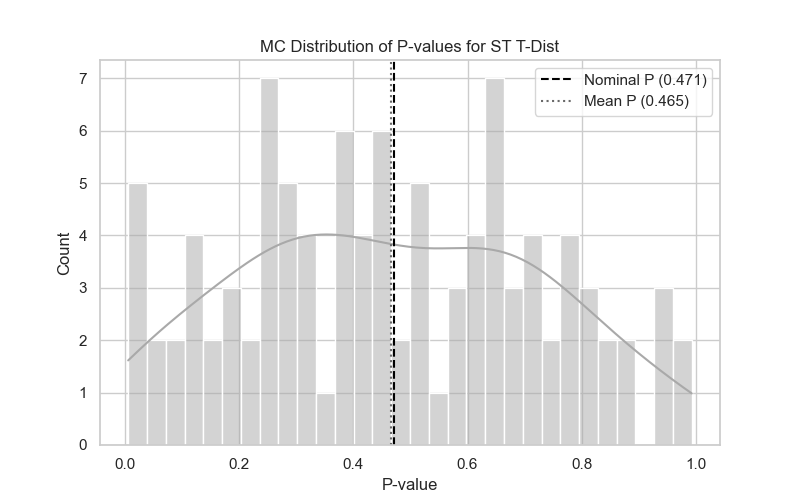 MC Distribution of P-values for ST T-Dist
Nominal P (0.471)
Mean P (0.465)
Count
7
6
5
4
3
2
1
0
0.0 0.2 0.4 0.6 0.8 1.0
P-value